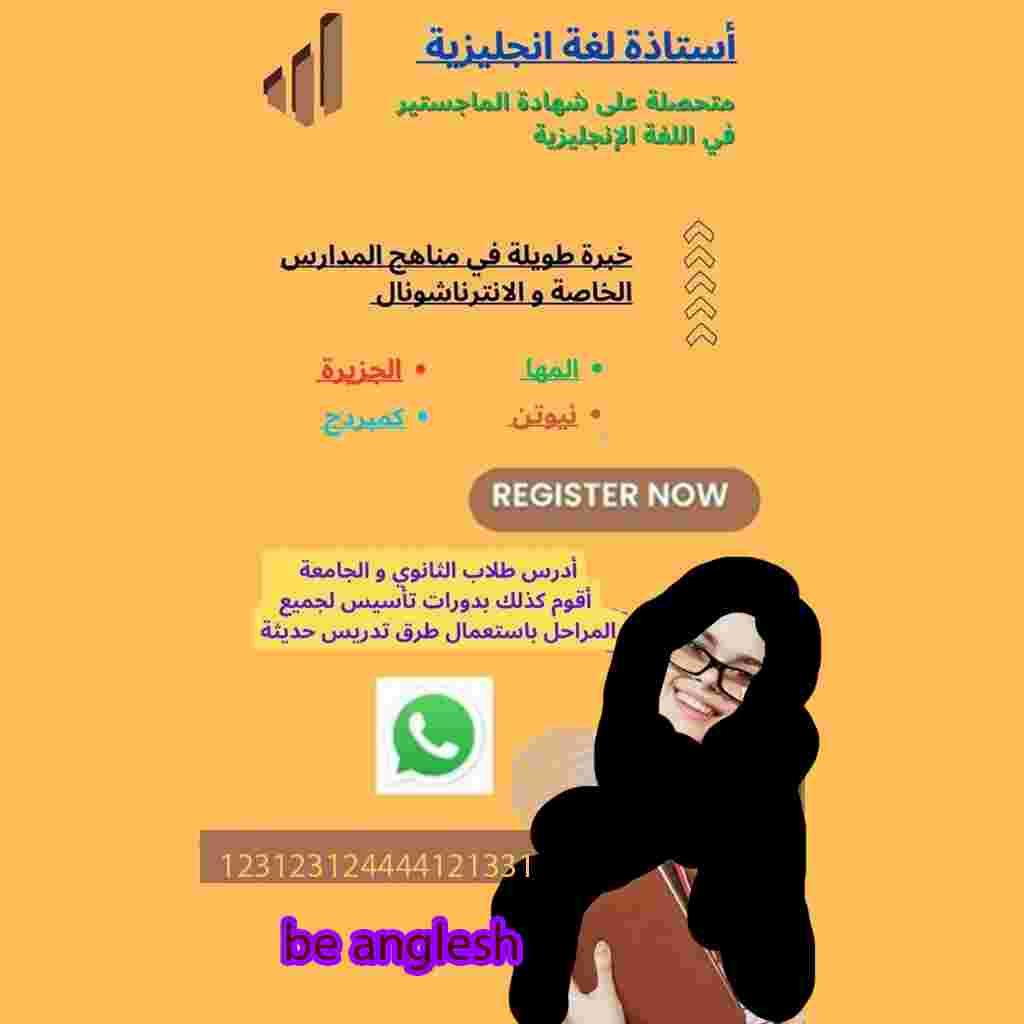 أستاذة لغة انجليزية
متحصلة على شهادة الماجستير
في اللغة الإنجليزية
خبرة طويلة في مناهج المدارس
الخاصة و الانترناشونال
• المها
• الجزيرة
• نيوتن
• كمبردج
REGISTER NOW
أدرس طلاب الثانوي و الجامعة
أقوم كذلك بدورات تأسيس لجميع
المراحل باستعمال طرق تدريس حديثة
123123124444121331
be anglesh